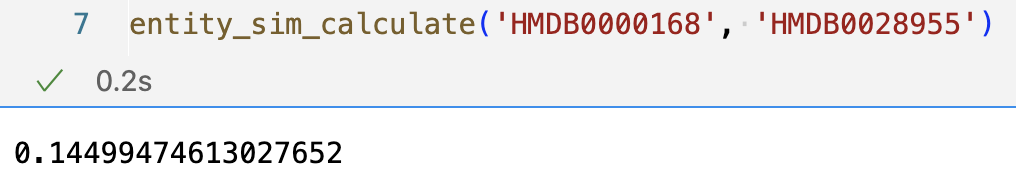 7 entity_sim_calculate('HMDB0000168', 'HMDB0028955')
✓ 0.2s
0.14499474613027652